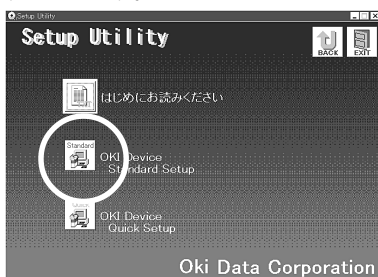 Setup Utility
Setup Utility
BACK
EXIT
はじめにお読みください
Standard
OKI Device
Standard Setup
Quick
OKI Device
Quick Setup
Oki Data Corporation